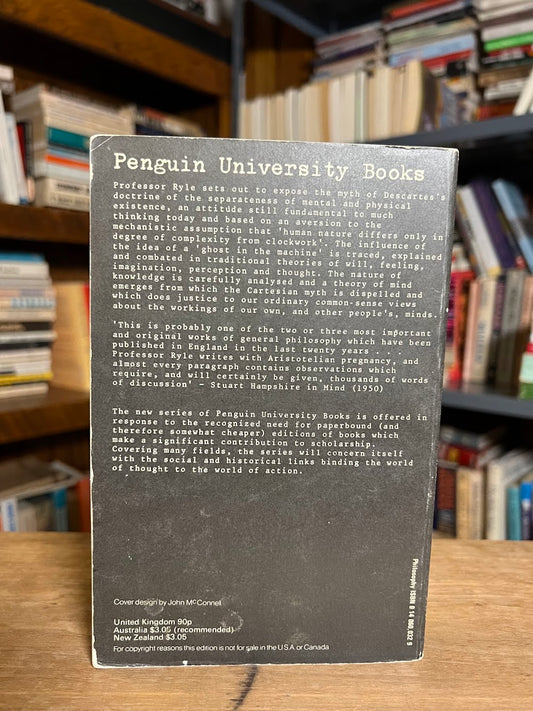 Penguin University Books
Professor Ryle sets out to expose the myth of Descartes's
doctrine of the separateness of mental and physical
existence, an attitude still fundamental to much
thinking today and based on an aversion to the
mechanistic assumption that 'human nature differs only in
degree of complexity from clockwork'. The influence of
the idea of a 'ghost in the machine' is traced, explained
and combated in traditional theories of will, feeling,
imagination, perception and thought. The nature of
knowledge is carefully analysed and a theory of mind
emerges from which the Cartesian myth is dispelled and
which does justice to our ordinary common-sense views
about the workings of our own, and other people's, minds.
'This is probably one of the two or three most important
and original works of general philosophy which have been
published in England in the last twenty years . . .
Professor Ryle writes with Aristotelian pregnancy, and
almost every paragraph contains observations which
require, and will certainly be given, thousands of words
of discussion' – Stuart Hampshire in Mind (1950)
The new series of Penguin University Books is offered in
response to the recognized need for paperbound (and
therefore somewhat cheaper) editions of books which
make a significant contribution to scholarship.
Covering many fields, the series will concern itself
with the social and historical links binding the world
of thought to the world of action.
Cover design by John McConnell
United Kingdom 90p
Australia $3.05 (recommended)
New Zealand $3.05
For copyright reasons this edition is not for sale in the U.S.A. or Canada
Philosophy ISBN 0 14 080,832 9